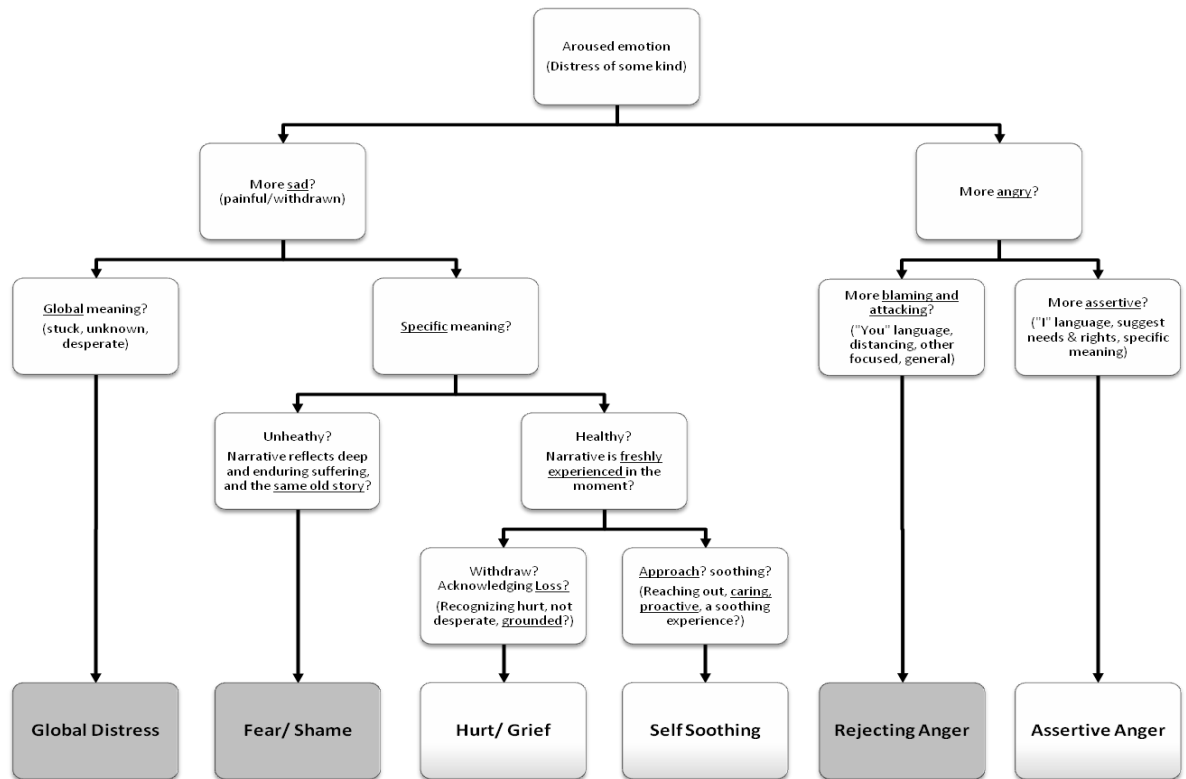 Aroused emotion
(Distress of some kind)
More sad?
(painful/withdrawn)
More angry?
Global meaning?
(stuck, unknown,
desperate)
Specific meaning?
More blaming and
attacking?
("You" language,
distancing, other
focused, general)
More assertive?
("I" language, suggest
needs & rights, specific
meaning)
Unheathy?
Narrative reflects deep
and enduring suffering,
and the same old story?
Healthy?
Narrative is freshly
experienced in the
moment?
Withdraw?
Acknowledging Loss?
(Recognizing hurt, not
desperate, grounded?)
Approach? soothing?
(Reaching out, caring,
proactive, a soothing
experience?)
Global Distress
Fear/ Shame
Hurt/ Grief
Self Soothing
Rejecting Anger
Assertive Anger